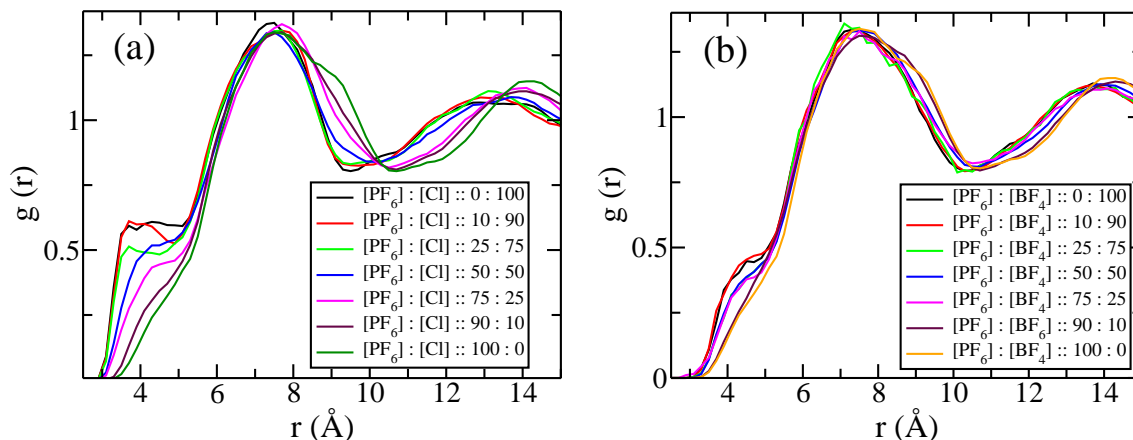 (a)
g (r)
1
0.5
0
4 6 8 10 12 14
r (Å)
[PF6] : [Cl] :: 0 : 100
[PF6] : [Cl] :: 10 : 90
[PF6] : [Cl] :: 25 : 75
[PF6] : [Cl] :: 50 : 50
[PF6] : [Cl] :: 75 : 25
[PF6] : [Cl] :: 90 : 10
[PF6] : [Cl] :: 100 : 0
(b)
g (r)
1
0.5
0
4 6 8 10 12 14
r (Å)
[PF6] : [BF4] :: 0 : 100
[PF6] : [BF4] :: 10 : 90
[PF6] : [BF4] :: 25 : 75
[PF6] : [BF4] :: 50 : 50
[PF6] : [BF4] :: 75 : 25
[PF6] : [BF6] :: 90 : 10
[PF6] : [BF4] :: 100 : 0